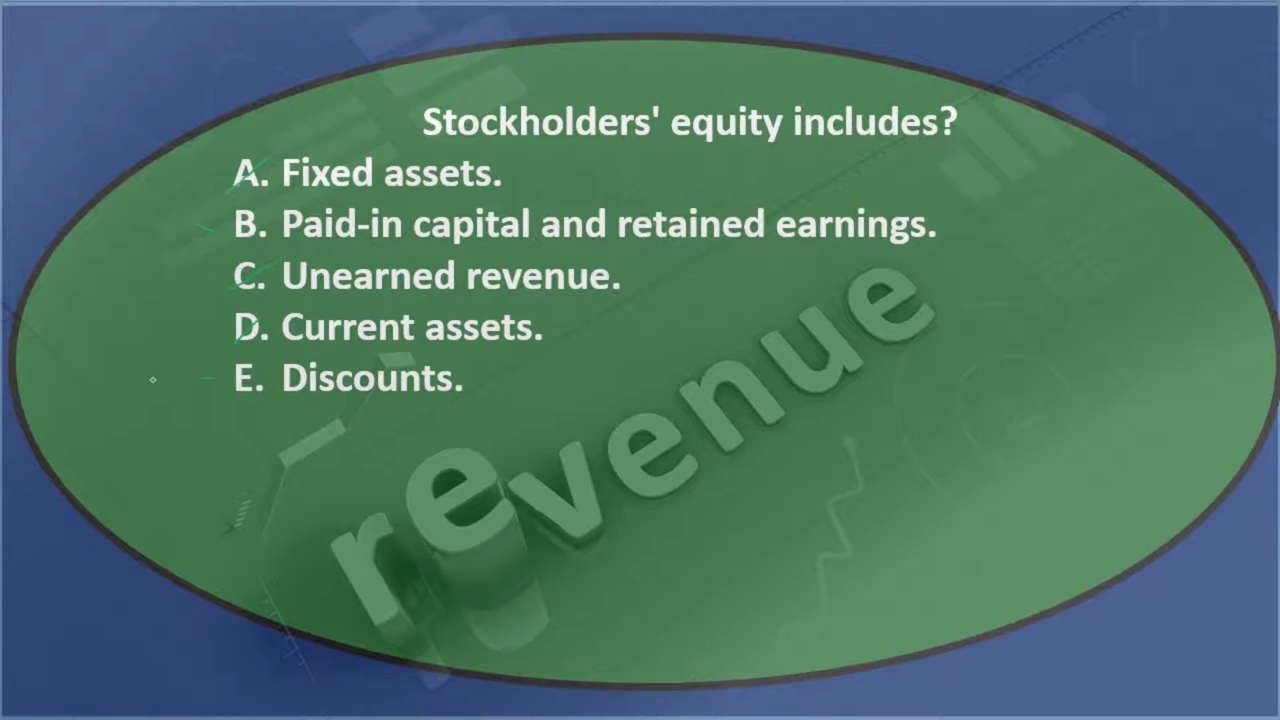 Stockholders' equity includes?
A. Fixed assets.
B. Paid-in capital and retained earnings.
C. Unearned revenue.
D. Current assets.
E. Discounts.
revenue